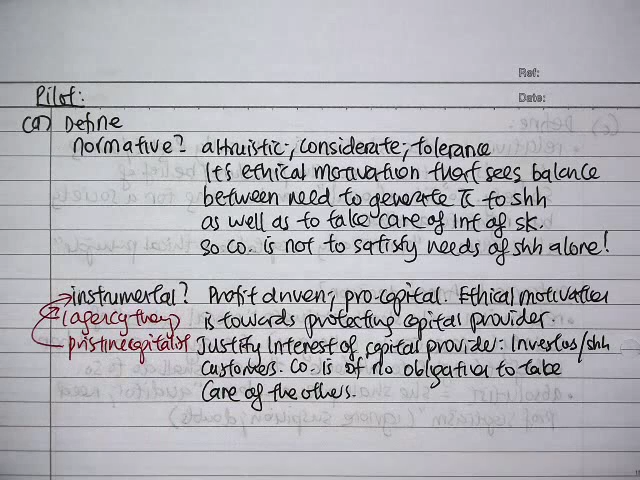 Ref:
Pilot: Date:
(a) Define
normative? altruistic; considerate; tolerance
It's ethical motivation that sees balance
between need to generate π to shh
as well as to take care of int of sk.
so co. is not to satisfy needs of shh alone!
instrumental? Profit driven; pro-capital. Ethical motivation
(agency theory) is towards protecting capital provider.
pristine capitalist Justify interest of capital provider: Investos/shh
customers. Co. is of no obligation to take
care of the others.